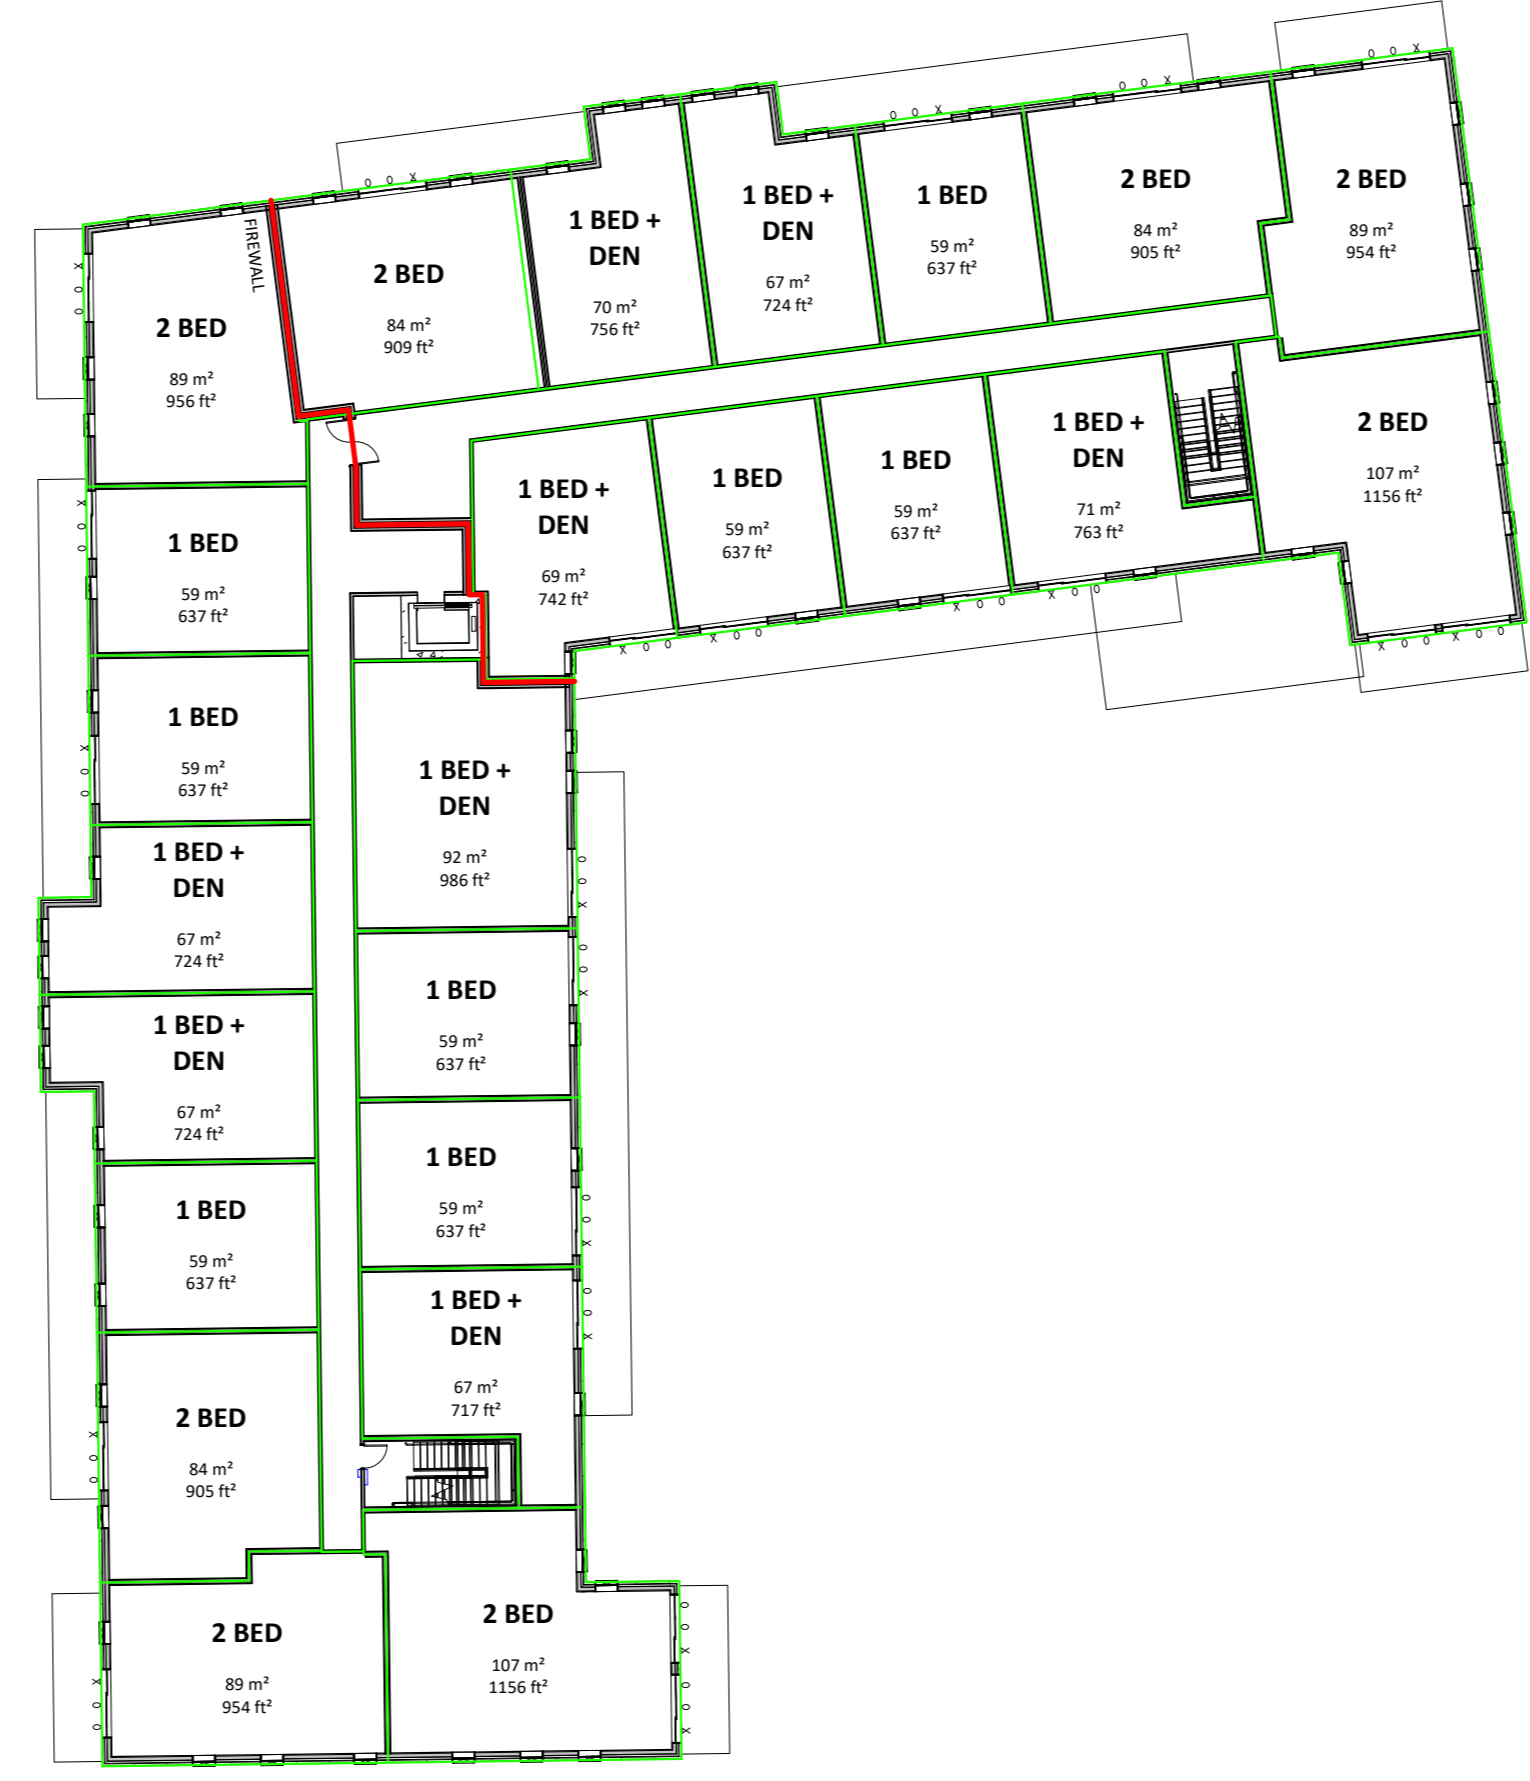 FIREWALL
2 BED
89 m²
956 ft²
2 BED
84 m²
909 ft²
1 BED +
DEN
70 m²
756 ft²
1 BED +
DEN
67 m²
724 ft²
1 BED
59 m²
637 ft²
2 BED
84 m²
905 ft²
2 BED
89 m²
954 ft²
1 BED +
DEN
69 m²
742 ft²
1 BED
59 m²
637 ft²
1 BED
59 m²
637 ft²
1 BED +
DEN
71 m²
763 ft²
2 BED
107 m²
1156 ft²
1 BED
59 m²
637 ft²
1 BED
59 m²
637 ft²
1 BED +
DEN
67 m²
724 ft²
1 BED +
DEN
67 m²
724 ft²
1 BED
59 m²
637 ft²
2 BED
84 m²
905 ft²
2 BED
89 m²
954 ft²
1 BED +
DEN
92 m²
986 ft²
1 BED
59 m²
637 ft²
1 BED
59 m²
637 ft²
1 BED +
DEN
67 m²
717 ft²
2 BED
107 m²
1156 ft²